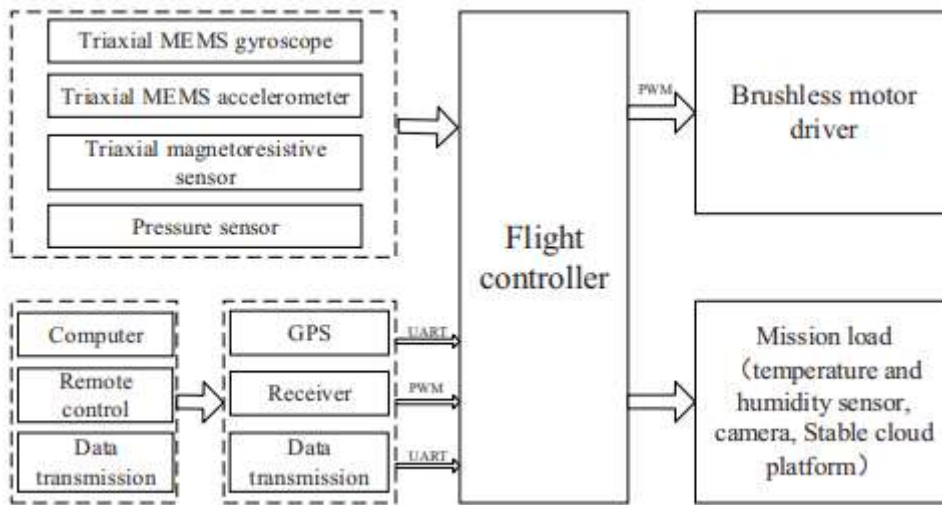 Triaxial MEMS gyroscope
Triaxial MEMS accelerometer
Triaxial magnetoresistive
sensor
Pressure sensor
Computer
Remote
control
Data
transmission
GPS
Receiver
Data
transmission
UART
PWM
UART
Flight
controller
PWM
Brushless motor
driver
Mission load
（temperature and
humidity sensor,
camera, Stable cloud
platform）